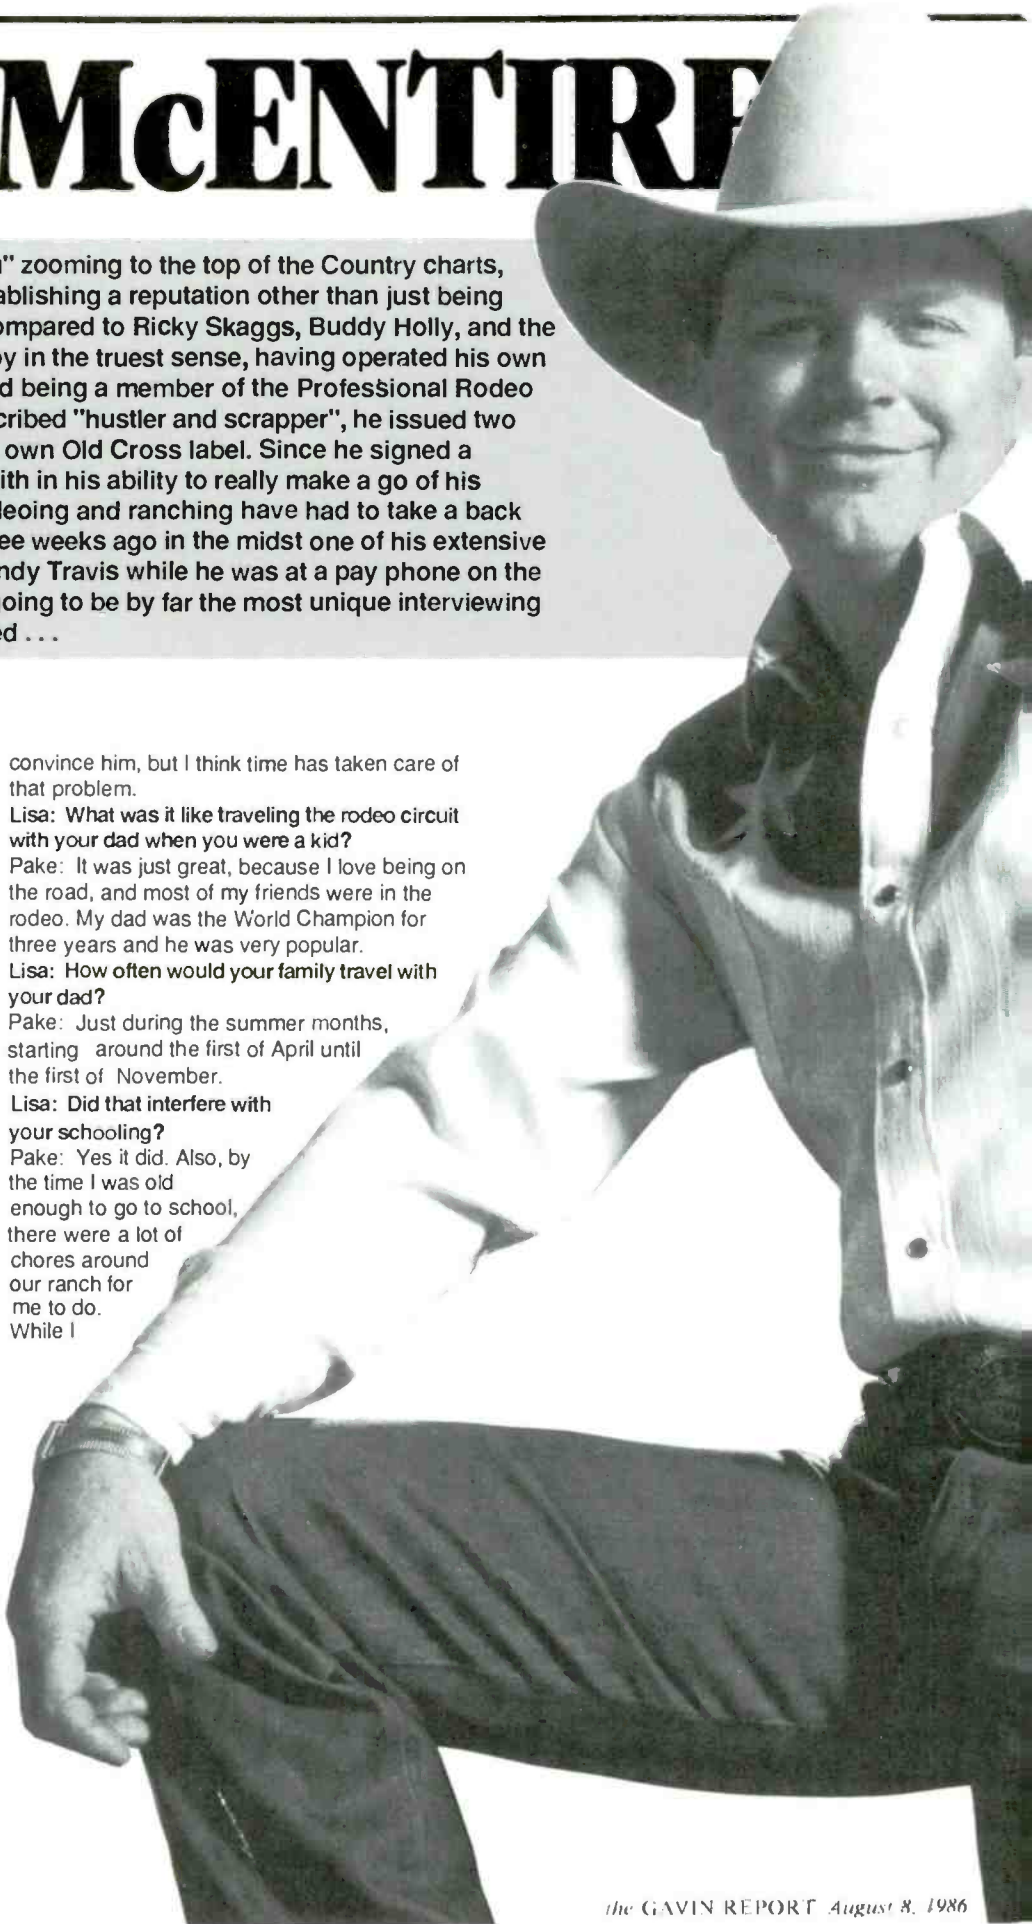 McENTIRE
" zooming to the top of the Country charts,
ablishing a reputation other than just being
ompared to Ricky Skaggs, Buddy Holly, and the
oy in the truest sense, having operated his own
d being a member of the Professional Rodeo
cribed "hustler and scrapper", he issued two
own Old Cross label. Since he signed a
ith in his ability to really make a go of his
deoing and ranching have had to take a back
ee weeks ago in the midst one of his extensive
ndy Travis while he was at a pay phone on the
going to be by far the most unique interviewing
ed . . .
convince him, but I think time has taken care of
that problem.
Lisa: What was it like traveling the rodeo circuit
with your dad when you were a kid?
Pake: It was just great, because I love being on
the road, and most of my friends were in the
rodeo. My dad was the World Champion for
three years and he was very popular.
Lisa: How often would your family travel with
your dad?
Pake: Just during the summer months,
starting around the first of April until
the first of November.
Lisa: Did that interfere with
your schooling?
Pake: Yes it did. Also, by
the time I was old
enough to go to school,
there were a lot of
chores around
our ranch for
me to do.
While I
the GAVIN REPORT August 8, 1986